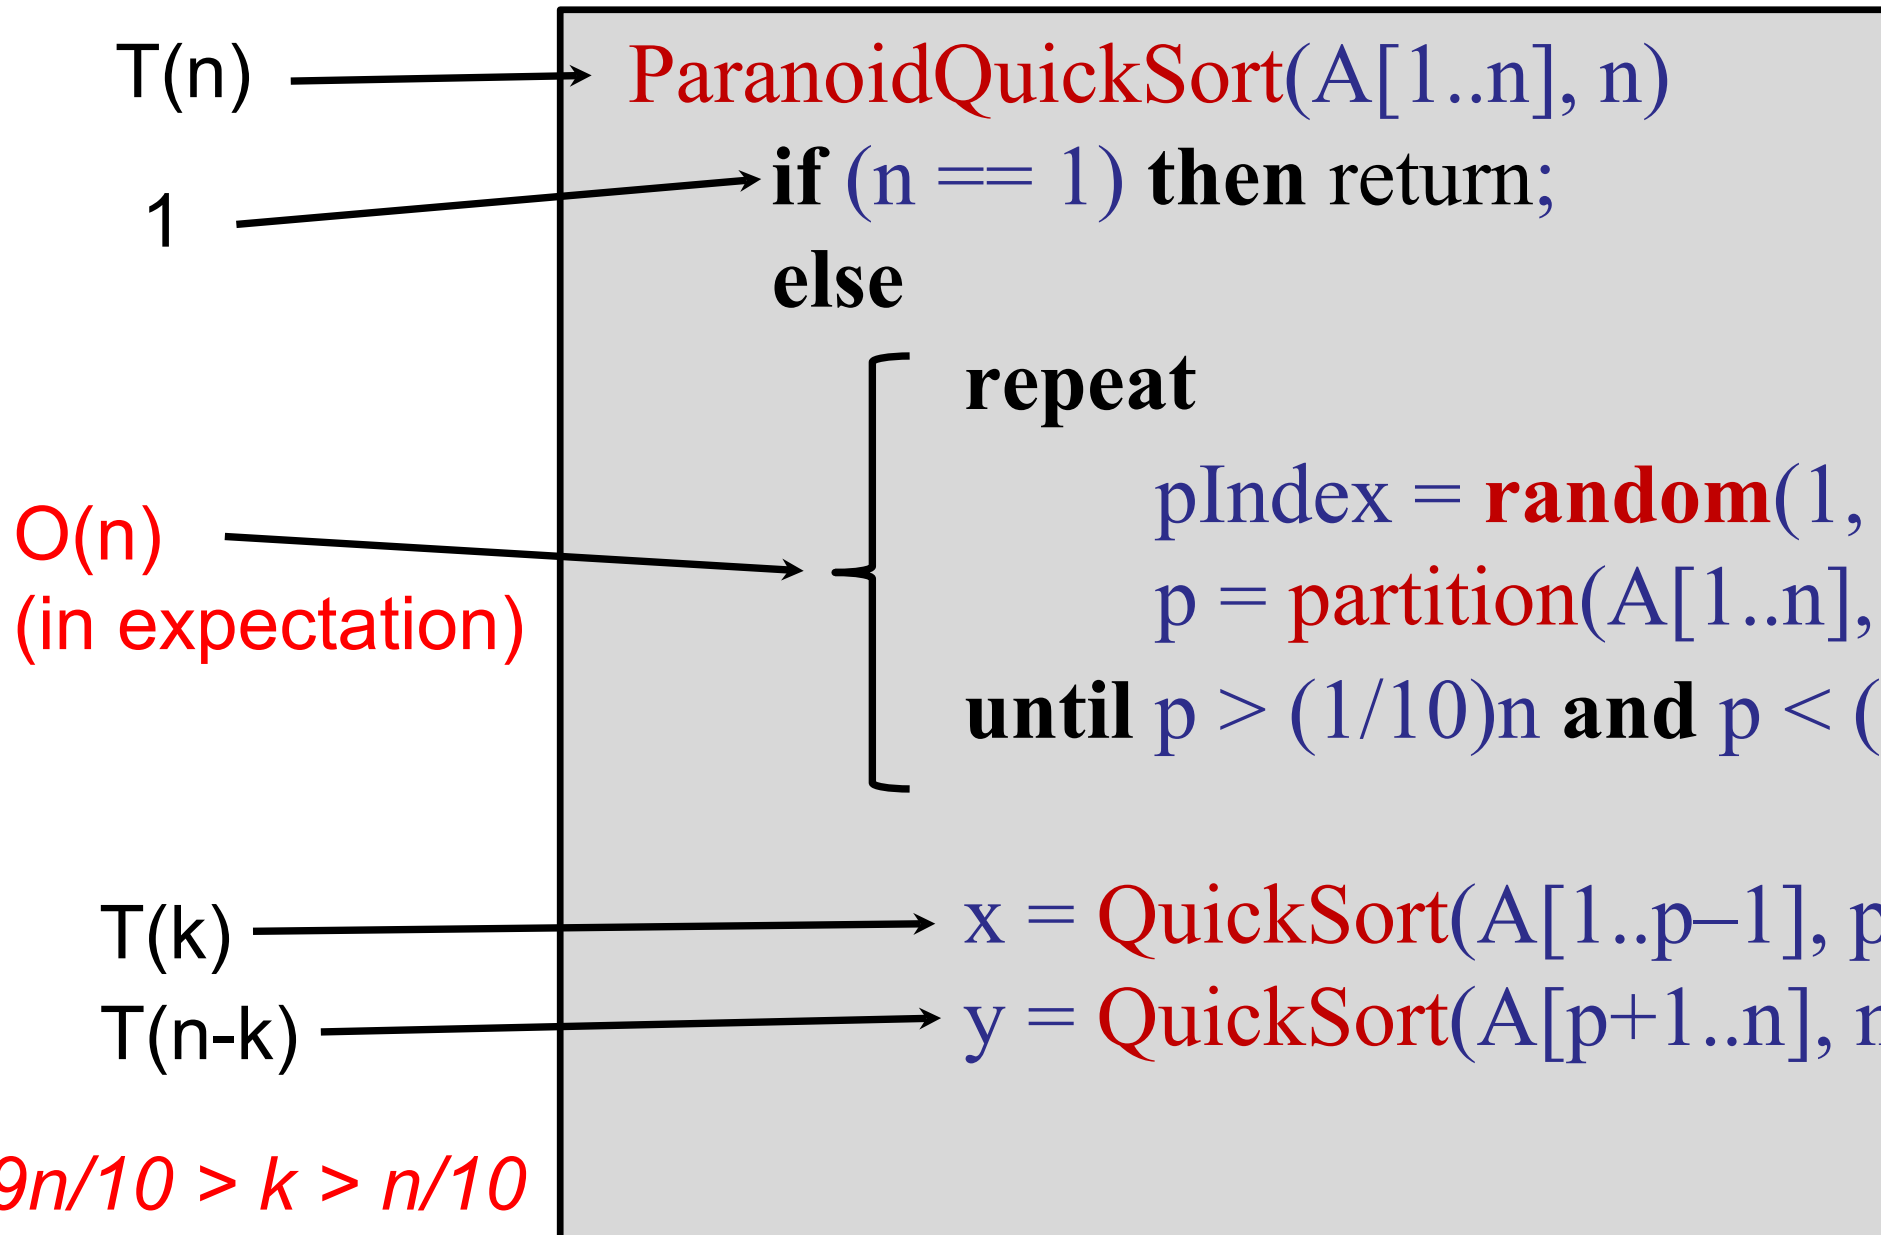 T(n)
ParanoidQuickSort(A[1..n], n)
1
if (n == 1) then return;
else
repeat
pIndex = random(1,
O(n)
(in expectation)
p = partition(A[1..n],
until p > (1/10)n and p < (
T(k)
x = QuickSort(A[1..p–1], p
T(n-k)
y = QuickSort(A[p+1..n], n
9n/10 > k > n/10